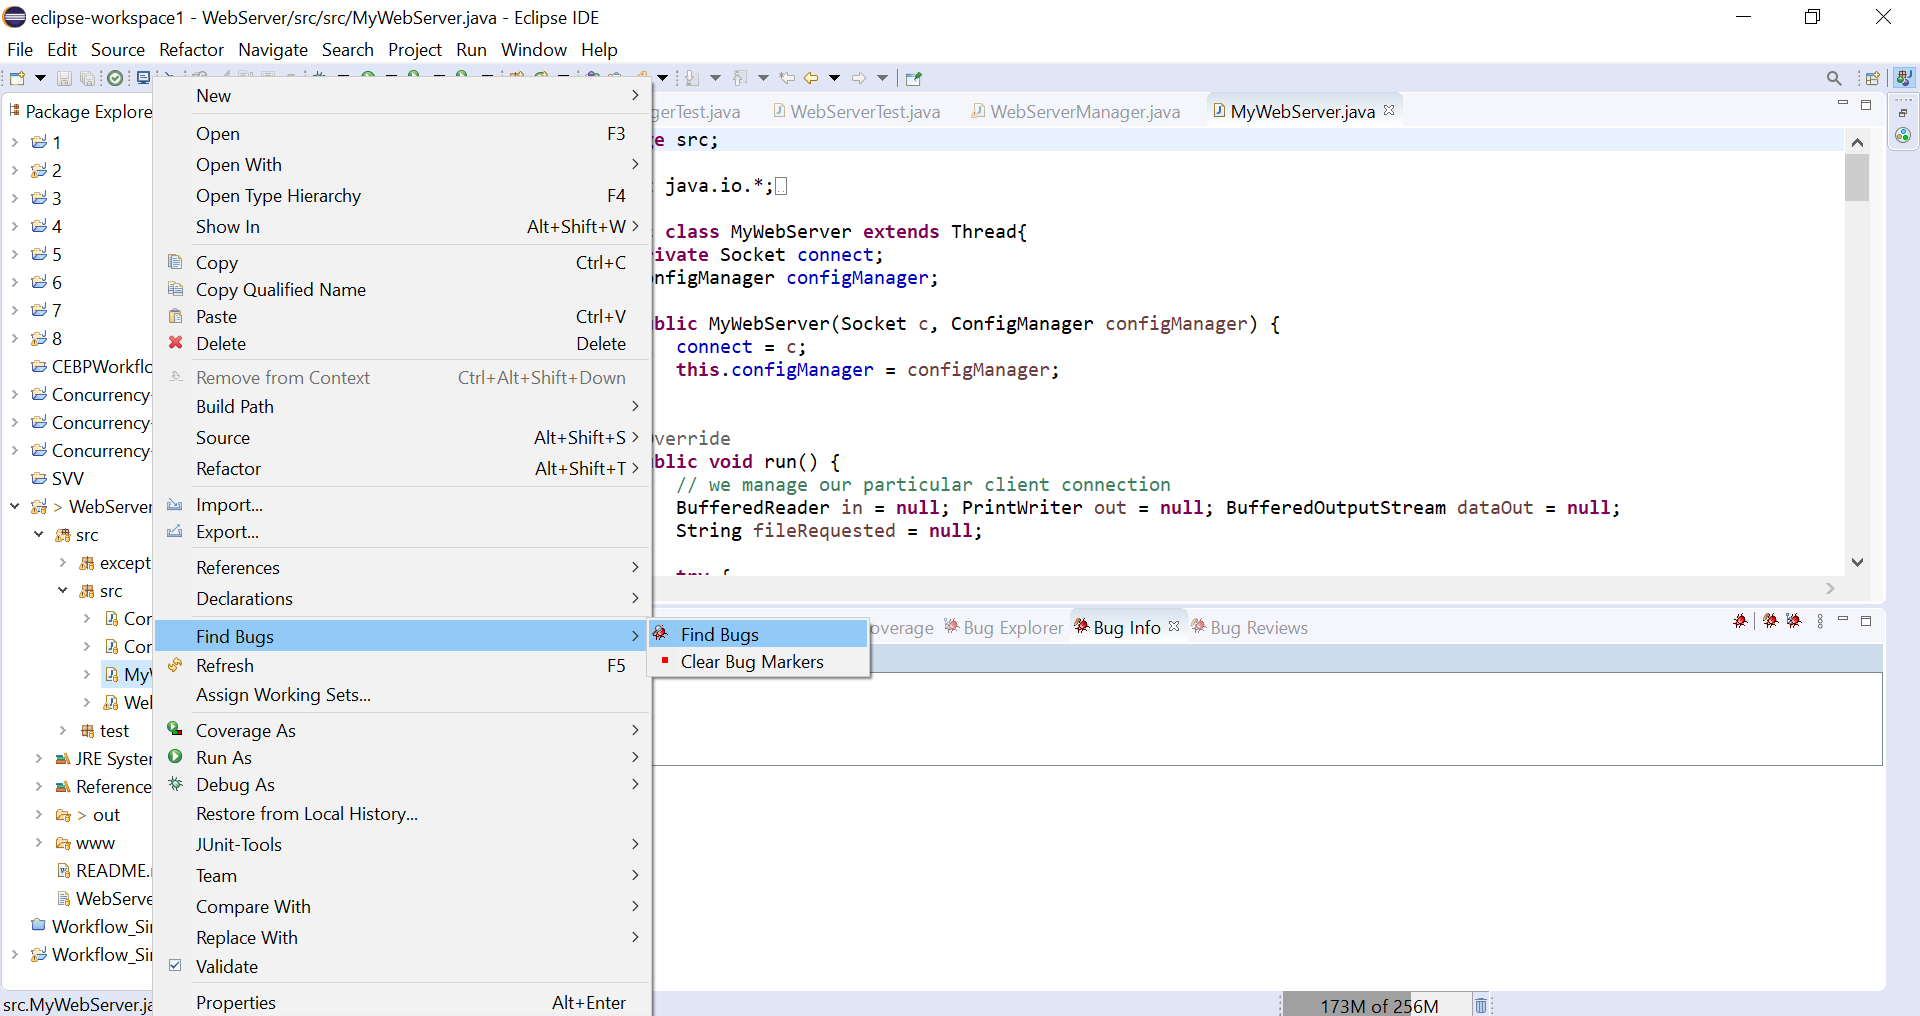 eclipse-workspace1 - WebServer/src/src/MyWebServer.java - Eclipse IDE
File Edit Source Refactor Navigate Search Project Run Window Help
Package Explore
1
2
3
4
5
6
7
8
CEBPWorkflo
Concurrency
Concurrency
Concurrency
SVV
> WebServer
src
except
src
Cor
Cor
MyW
Wel
test
JRE Syster
Reference
> out
www
README.
WebServe
Workflow_Sir
Workflow_Sir
src.MyWebServer.ja
New
Open F3
Open With
Open Type Hierarchy F4
Show In Alt+Shift+W
Copy Ctrl+C
Copy Qualified Name
Paste Ctrl+V
Delete Delete
Remove from Context Ctrl+Alt+Shift+Down
Build Path
Source Alt+Shift+S
Refactor Alt+Shift+T
Import...
Export...
References
Declarations
Find Bugs
Refresh F5
Assign Working Sets...
Coverage As
Run As
Debug As
Restore from Local History...
JUnit-Tools
Team
Compare With
Replace With
Validate
Properties Alt+Enter
Find Bugs
Clear Bug Markers
gerTest.java WebServerTest.java WebServerManager.java MyWebServer.java
ge src;
java.io.*;
class MyWebServer extends Thread{
rivate Socket connect;
onfigManager configManager;
blic MyWebServer(Socket c, ConfigManager configManager) {
connect = c;
this.configManager = configManager;
verride
blic void run() {
// we manage our particular client connection
BufferedReader in = null; PrintWriter out = null; BufferedOutputStream dataOut = null;
String fileRequested = null;
try {
overage Bug Explorer Bug Info Bug Reviews
173M of 256M